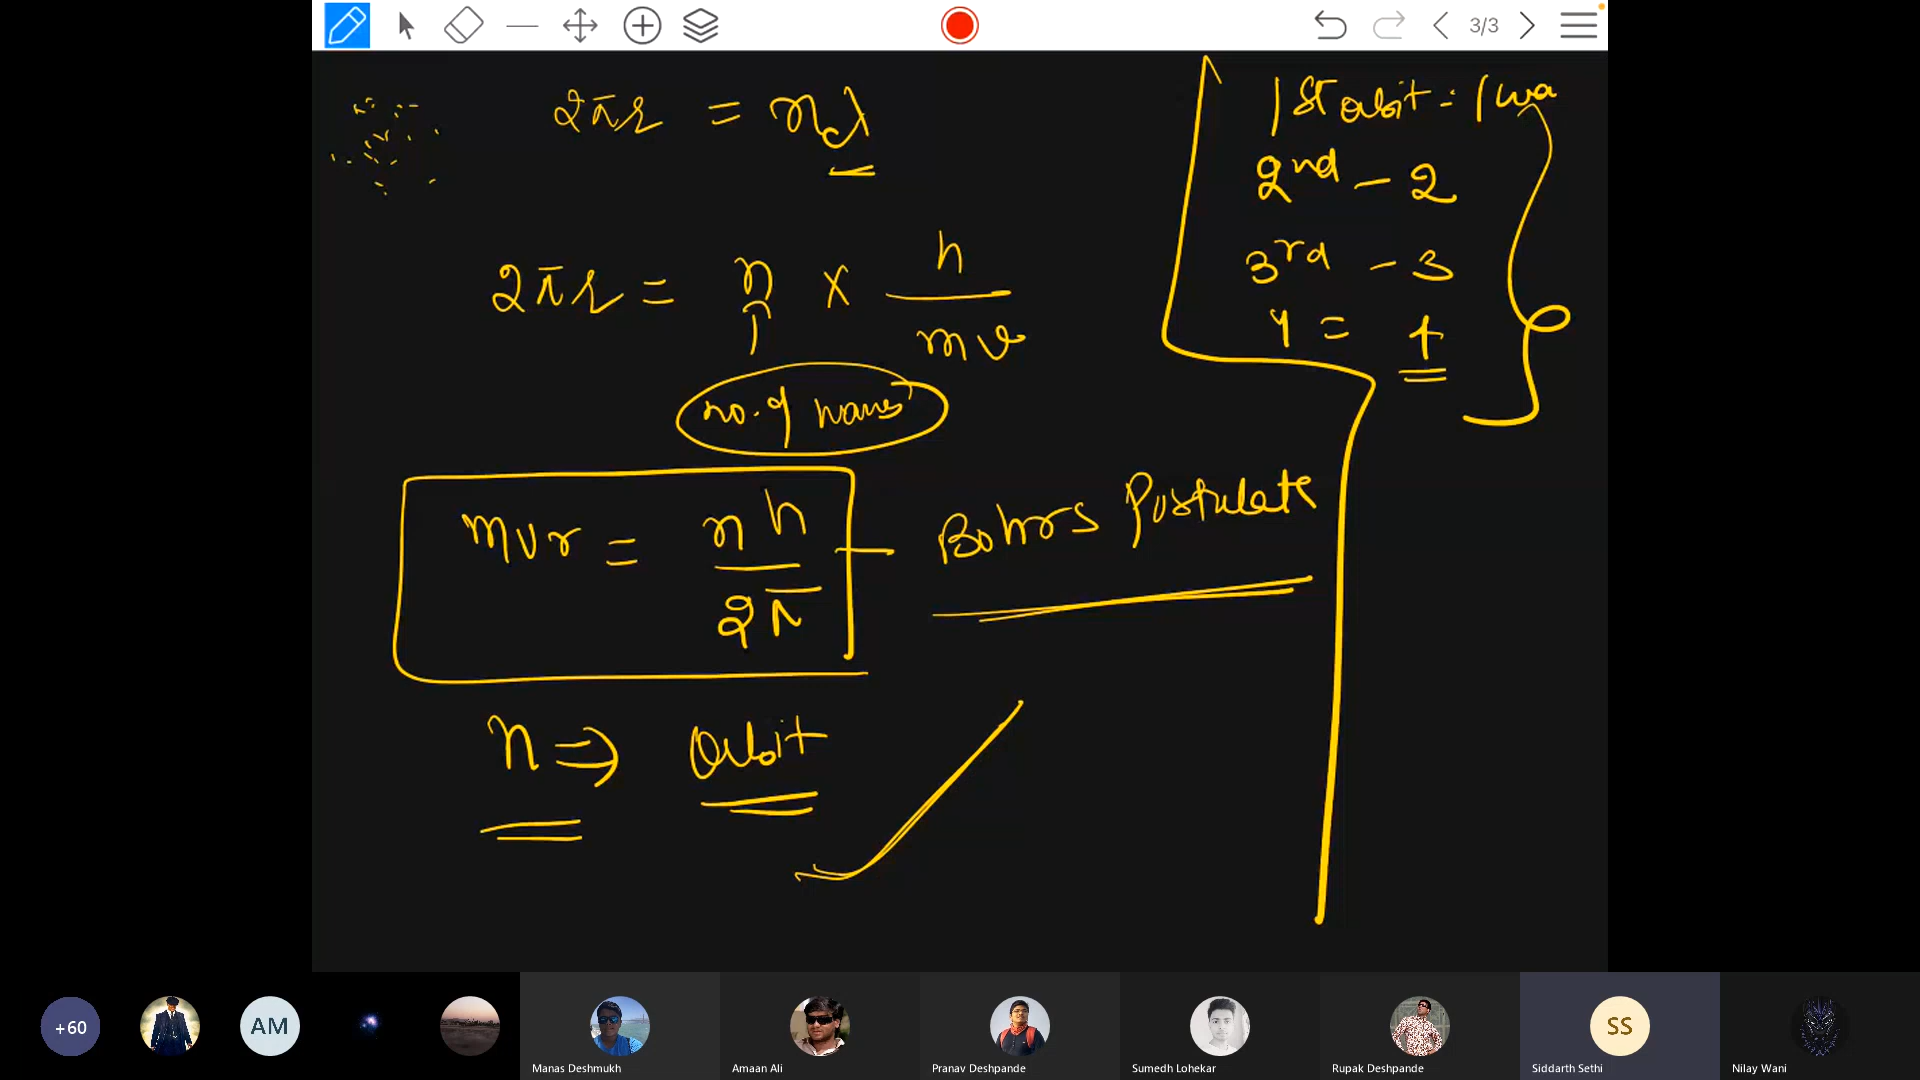 3/3
2πr = nλ
2πr = n × h / mv
no. of waves
mvr = nh / 2π
Bohrs Postulate
n ⇒ Orbit
1st orbit = 1 wa
2nd – 2
3rd – 3
4 = 4
+60
AM
SS
Manas Deshmukh
Amaan Ali
Pranav Deshpande
Sumedh Lohekar
Rupak Deshpande
Siddarth Sethi
Nilay Wani